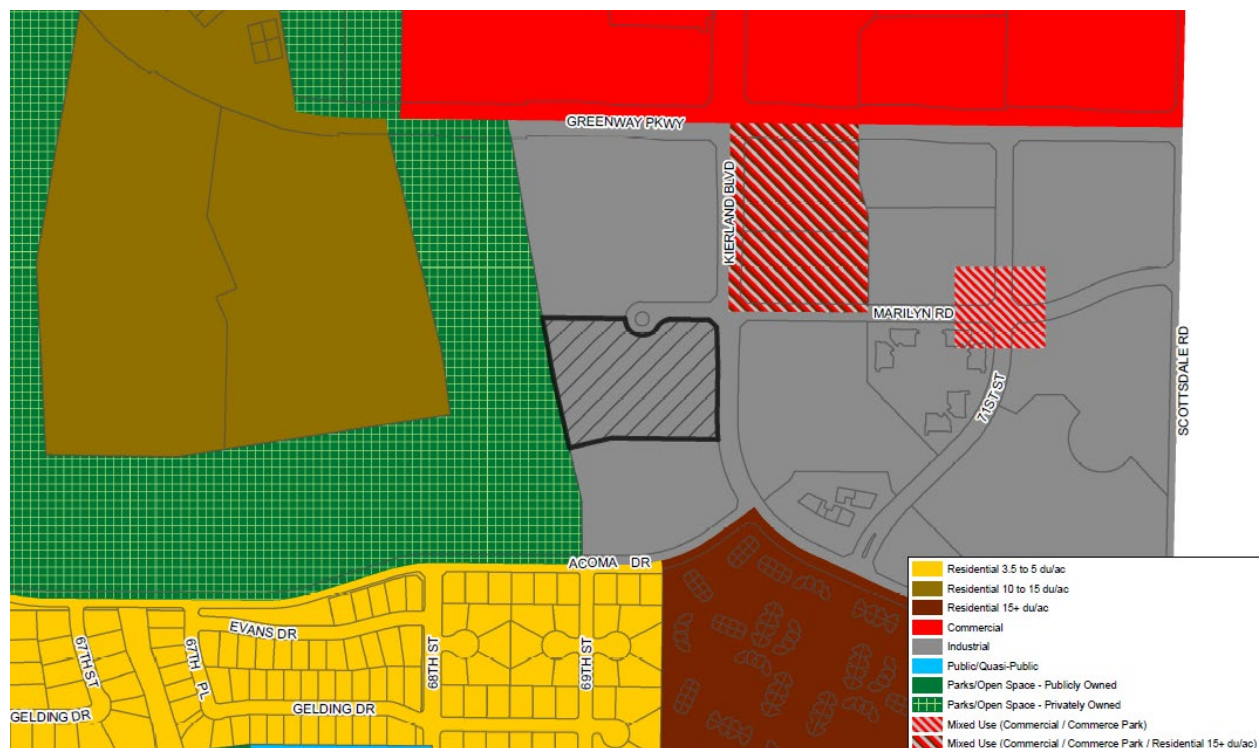 GREENWAY PKWY
KIERLAND BLVD
MARILYN RD
SCOTTSDALE RD
71ST ST
ACOMA DR
EVANS DR
67TH ST
67TH PL
68TH ST
69TH ST
GELDING DR
GELDING DR
Residential 3.5 to 5 du/ac
Residential 10 to 15 du/ac
Residential 15+ du/ac
Commercial
Industrial
Public/Quasi-Public
Parks/Open Space - Publicly Owned
Parks/Open Space - Privately Owned
Mixed Use (Commercial / Commerce Park)
Mixed Use (Commercial / Commerce Park / Residential 15+ du/ac)